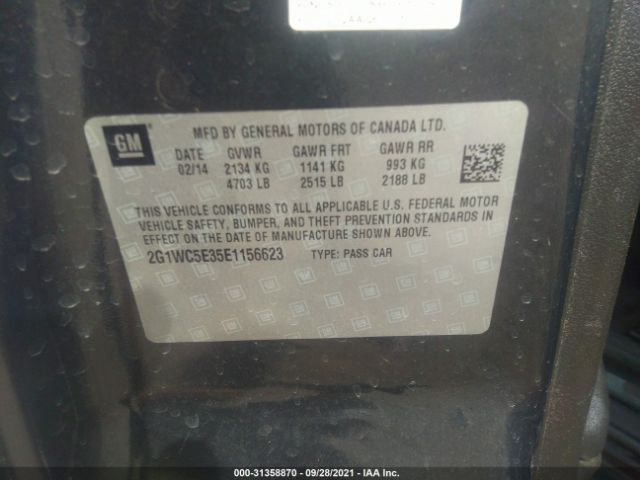 GM
MFD BY GENERAL MOTORS OF CANADA LTD.
DATE GVWR GAWR FRT GAWR RR
02/14 2134 KG 1141 KG 993 KG
4703 LB 2515 LB 2188 LB
THIS VEHICLE CONFORMS TO ALL APPLICABLE U.S. FEDERAL MOTOR
VEHICLE SAFETY, BUMPER, AND THEFT PREVENTION STANDARDS IN
EFFECT ON THE DATE OF MANUFACTURE SHOWN ABOVE.
2G1WC5E35E1156623 TYPE: PASS CAR
000-31358870 • 09/28/2021 • IAA Inc.